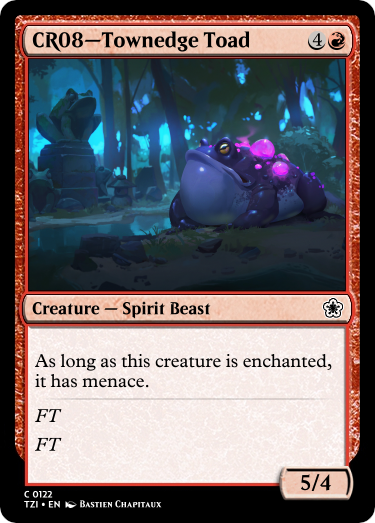 CR08—Townedge Toad 4
Creature — Spirit Beast
As long as this creature is enchanted,
it has menace.
FT
FT
5/4
C 0122
TZI • EN Bastien Chapitaux